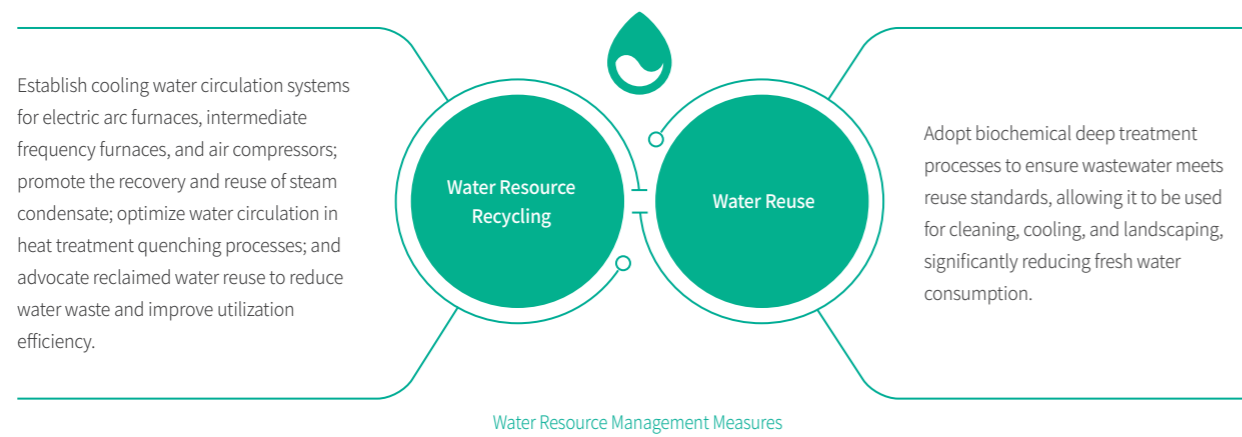 Establish cooling water circulation systems
for electric arc furnaces, intermediate
frequency furnaces, and air compressors;
promote the recovery and reuse of steam
condensate; optimize water circulation in
heat treatment quenching processes; and
advocate reclaimed water reuse to reduce
water waste and improve utilization
efficiency.
Water Resource
Recycling
Water Reuse
Adopt biochemical deep treatment
processes to ensure wastewater meets
reuse standards, allowing it to be used
for cleaning, cooling, and landscaping,
significantly reducing fresh water
consumption.
Water Resource Management Measures